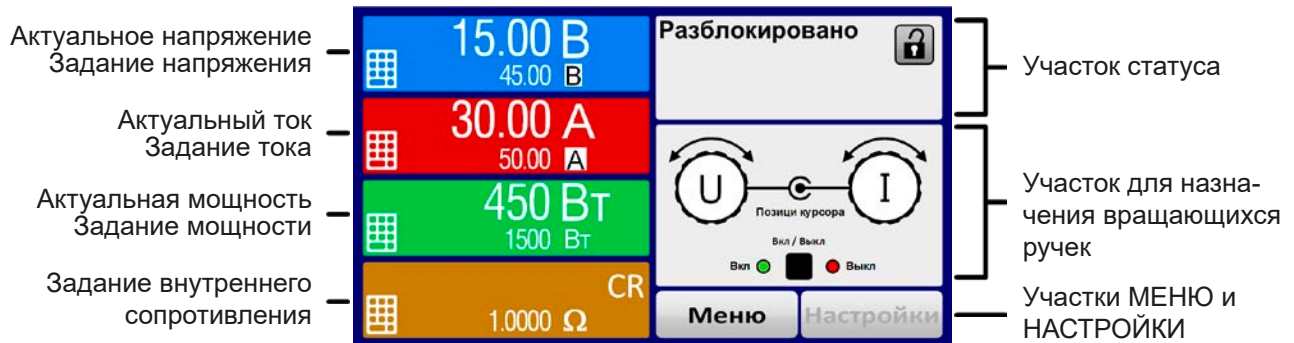 Актуальное напряжение
Задание напряжения
Актуальный ток
Задание тока
Актуальная мощность
Задание мощности
Задание внутреннего
сопротивления
15.00 В
45.00 В
30.00 А
50.00 А
450 Вт
1500 Вт
CR
1.0000 Ω
Разблокировано
U
I
Позици курсора
Вкл / Выкл
Вкл
Выкл
Меню
Настройки
Участок статуса
Участок для назна-
чения вращающихся
ручек
Участки МЕНЮ и
НАСТРОЙКИ